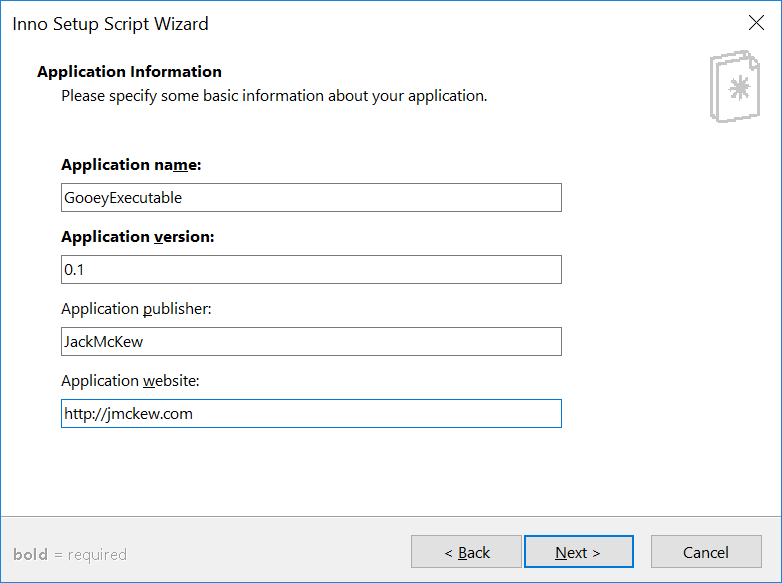 Inno Setup Script Wizard
Application Information
Please specify some basic information about your application.
Application name:
GooeyExecutable
Application version:
0.1
Application publisher:
JackMcKew
Application website:
http://jmckew.com
bold = required
< Back
Next >
Cancel